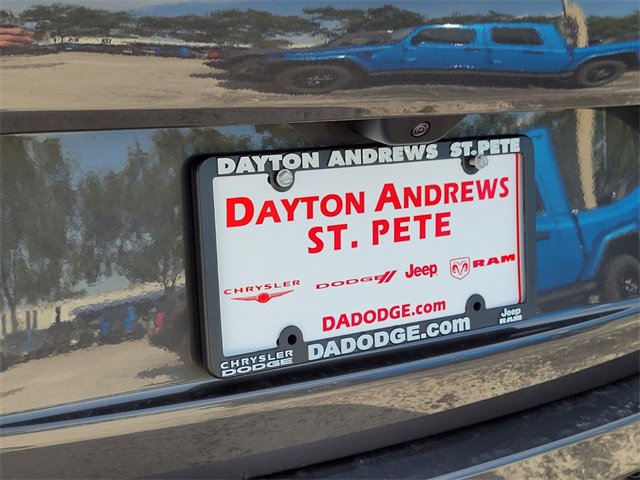 DAYTON ANDREWS ST.PETE
DAYTON ANDREWS
ST. PETE
CHRYSLER DODGE Jeep RAM
DADODGE.com
CHRYSLER DODGE DADODGE.com Jeep RAM